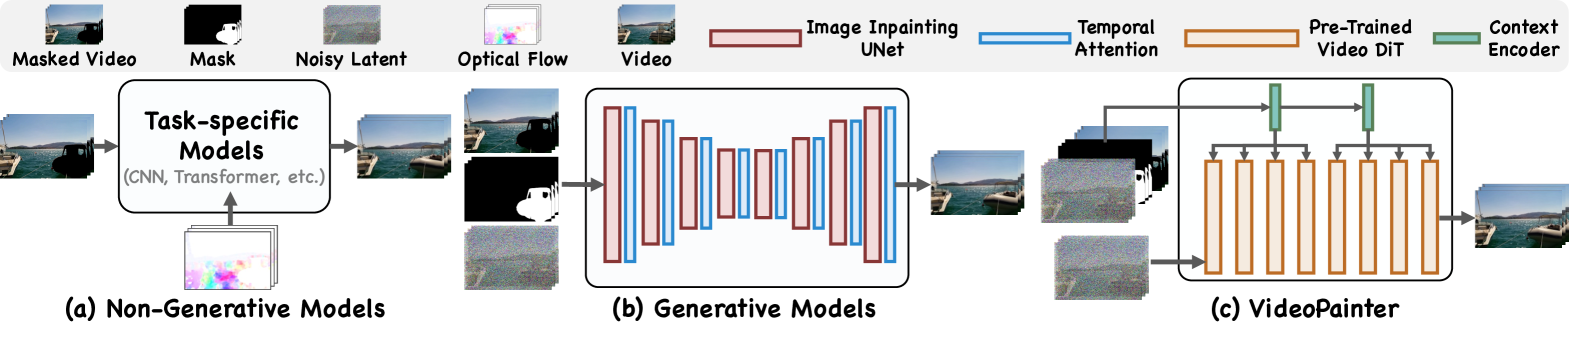 Masked Video
Mask
Noisy Latent
Optical Flow
Video
Image Inpainting
UNet
Temporal
Attention
Pre-Trained
Video DiT
Context
Encoder
Task-specific
Models
(CNN, Transformer, etc.)
(a) Non-Generative Models
(b) Generative Models
(c) VideoPainter